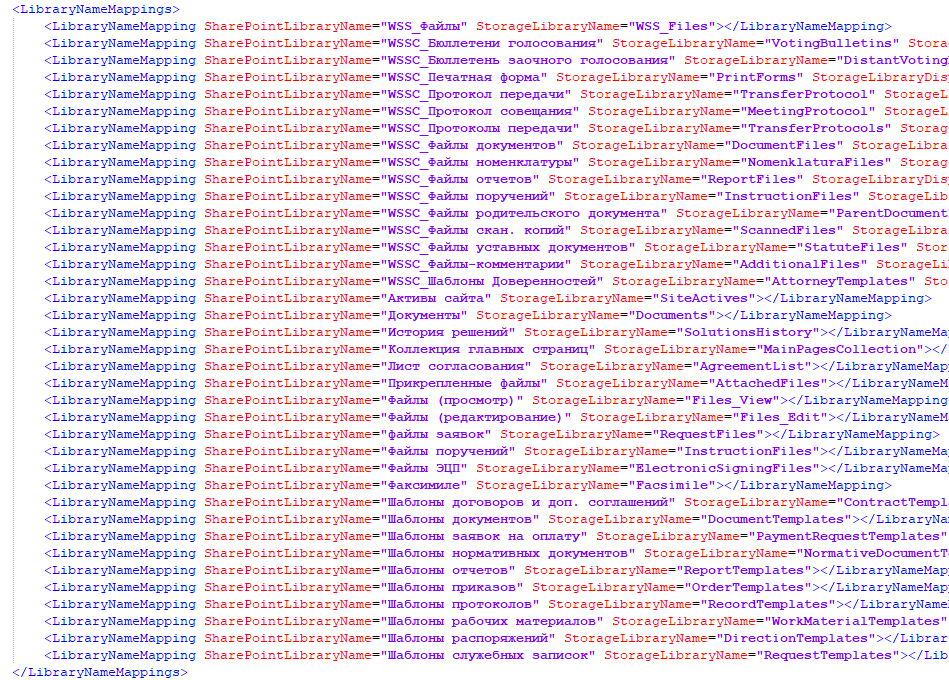 <LibraryNameMappings>
<LibraryNameMapping SharePointLibraryName="WSS_Файлы" StorageLibraryName="WSS_Files"></LibraryNameMapping>
<LibraryNameMapping SharePointLibraryName="WSSC_Бюллетени голосования" StorageLibraryName="VotingBulletins" Stora
<LibraryNameMapping SharePointLibraryName="WSSC_Бюллетень заочного голосования" StorageLibraryName="DistantVoting
<LibraryNameMapping SharePointLibraryName="WSSC_Печатная форма" StorageLibraryName="PrintForms" StorageLibraryDis
<LibraryNameMapping SharePointLibraryName="WSSC_Протокол передачи" StorageLibraryName="TransferProtocol" StorageL
<LibraryNameMapping SharePointLibraryName="WSSC_Протокол совещания" StorageLibraryName="MeetingProtocol" StorageL
<LibraryNameMapping SharePointLibraryName="WSSC_Протоколы передачи" StorageLibraryName="TransferProtocols" Storag
<LibraryNameMapping SharePointLibraryName="WSSC_Файлы документов" StorageLibraryName="DocumentFiles" StorageLibra
<LibraryNameMapping SharePointLibraryName="WSSC_Файлы номенклатуры" StorageLibraryName="NomenklaturaFiles" Storag
<LibraryNameMapping SharePointLibraryName="WSSC_Файлы отчетов" StorageLibraryName="ReportFiles" StorageLibraryDis
<LibraryNameMapping SharePointLibraryName="WSSC_Файлы поручений" StorageLibraryName="InstructionFiles" StorageLib
<LibraryNameMapping SharePointLibraryName="WSSC_Файлы родительского документа" StorageLibraryName="ParentDocument
<LibraryNameMapping SharePointLibraryName="WSSC_Файлы скан. копий" StorageLibraryName="ScannedFiles" StorageLibra
<LibraryNameMapping SharePointLibraryName="WSSC_Файлы уставных документов" StorageLibraryName="StatuteFiles" Stor
<LibraryNameMapping SharePointLibraryName="WSSC_Файлы-комментарии" StorageLibraryName="AdditionalFiles" StorageLi
<LibraryNameMapping SharePointLibraryName="WSSC_Шаблоны Доверенностей" StorageLibraryName="AttorneyTemplates" Sto
<LibraryNameMapping SharePointLibraryName="Активы сайта" StorageLibraryName="SiteActives"></LibraryNameMapping>
<LibraryNameMapping SharePointLibraryName="Документы" StorageLibraryName="Documents"></LibraryNameMapping>
<LibraryNameMapping SharePointLibraryName="История решений" StorageLibraryName="SolutionsHistory"></LibraryNameMa
<LibraryNameMapping SharePointLibraryName="Коллекция главных страниц" StorageLibraryName="MainPagesCollection"></
<LibraryNameMapping SharePointLibraryName="Лист согласования" StorageLibraryName="AgreementList"></LibraryNameMap
<LibraryNameMapping SharePointLibraryName="Прикрепленные файлы" StorageLibraryName="AttachedFiles"></LibraryNameM
<LibraryNameMapping SharePointLibraryName="Файлы (просмотр)" StorageLibraryName="Files_View"></LibraryNameMapping
<LibraryNameMapping SharePointLibraryName="Файлы (редактирование)" StorageLibraryName="Files_Edit"></LibraryNameM
<LibraryNameMapping SharePointLibraryName="файлы заявок" StorageLibraryName="RequestFiles"></LibraryNameMapping>
<LibraryNameMapping SharePointLibraryName="Файлы поручений" StorageLibraryName="InstructionFiles"></LibraryNameMa
<LibraryNameMapping SharePointLibraryName="Файлы ЭЦП" StorageLibraryName="ElectronicSigningFiles"></LibraryNameMa
<LibraryNameMapping SharePointLibraryName="Факсимиле" StorageLibraryName="Facsimile"></LibraryNameMapping>
<LibraryNameMapping SharePointLibraryName="Шаблоны договоров и доп. соглашений" StorageLibraryName="ContractTempl
<LibraryNameMapping SharePointLibraryName="Шаблоны документов" StorageLibraryName="DocumentTemplates"></LibraryNa
<LibraryNameMapping SharePointLibraryName="Шаблоны заявок на оплату" StorageLibraryName="PaymentRequestTemplates"
<LibraryNameMapping SharePointLibraryName="Шаблоны нормативных документов" StorageLibraryName="NormativeDocumentT
<LibraryNameMapping SharePointLibraryName="Шаблоны отчетов" StorageLibraryName="ReportTemplates"></LibraryNameMap
<LibraryNameMapping SharePointLibraryName="Шаблоны приказов" StorageLibraryName="OrderTemplates"></LibraryNameMap
<LibraryNameMapping SharePointLibraryName="Шаблоны протоколов" StorageLibraryName="RecordTemplates"></LibraryName
<LibraryNameMapping SharePointLibraryName="Шаблоны рабочих материалов" StorageLibraryName="WorkMaterialTemplates"
<LibraryNameMapping SharePointLibraryName="Шаблоны распоряжений" StorageLibraryName="DirectionTemplates"></Librar
<LibraryNameMapping SharePointLibraryName="Шаблоны служебных записок" StorageLibraryName="RequestTemplates"></Lib
</LibraryNameMappings>